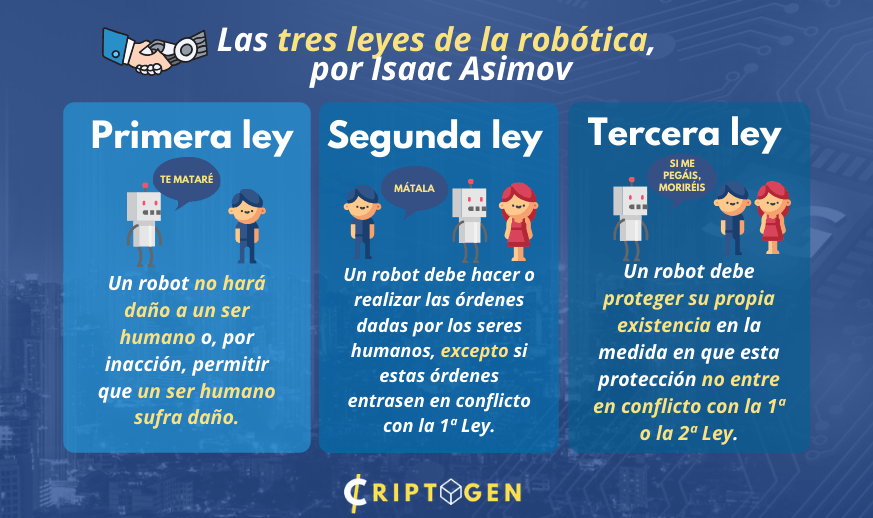 Las tres leyes de la robótica,
por Isaac Asimov
Primera ley
TE MATARÉ
Un robot no hará
daño a un ser
humano o, por
inacción, permitir
que un ser humano
sufra daño.
Segunda ley
MÁTALA
Un robot debe hacer o
realizar las órdenes
dadas por los seres
humanos, excepto si
estas órdenes
entrasen en conflicto
con la 1ª Ley.
Tercera ley
SI ME
PEGÁIS,
MORIRÉIS
Un robot debe
proteger su propia
existencia en la
medida en que esta
protección no entre
en conflicto con la 1ª
o la 2ª Ley.
CRIPTOGEN